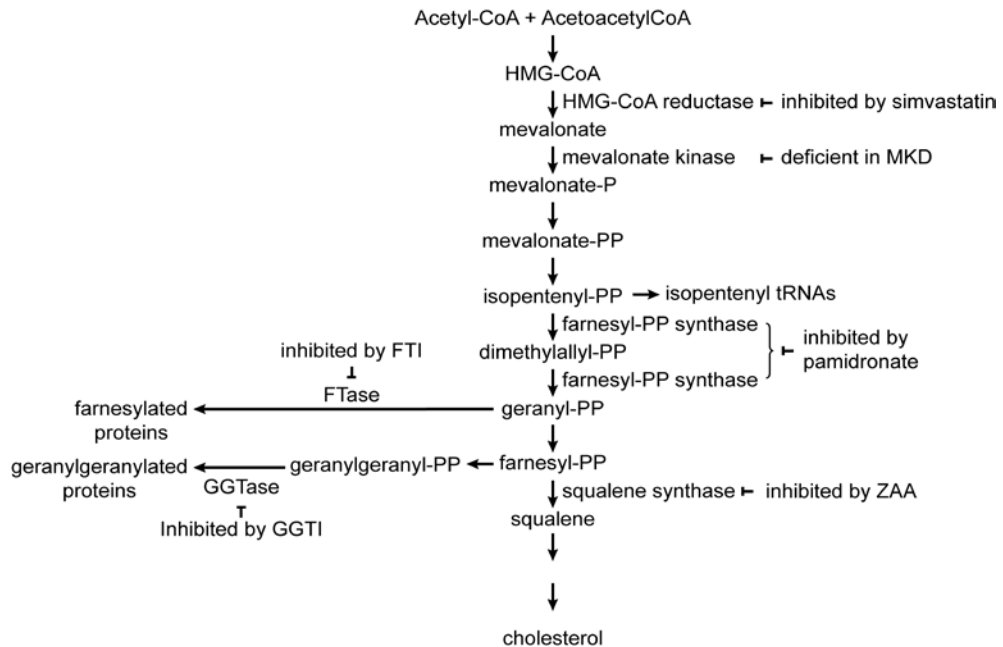 Acetyl-CoA + AcetoacetylCoA
HMG-CoA
HMG-CoA reductase
inhibited by simvastatin
mevalonate
mevalonate kinase
deficient in MKD
mevalonate-P
mevalonate-PP
isopentenyl-PP
isopentenyl tRNAs
farnesyl-PP synthase
inhibited by
pamidronate
dimethylallyl-PP
farnesyl-PP synthase
inhibited by FTI
FTase
farnesylated
proteins
geranyl-PP
geranylgeranylated
proteins
GGTase
geranylgeranyl-PP
farnesyl-PP
Inhibited by GGTI
squalene synthase
inhibited by ZAA
squalene
cholesterol